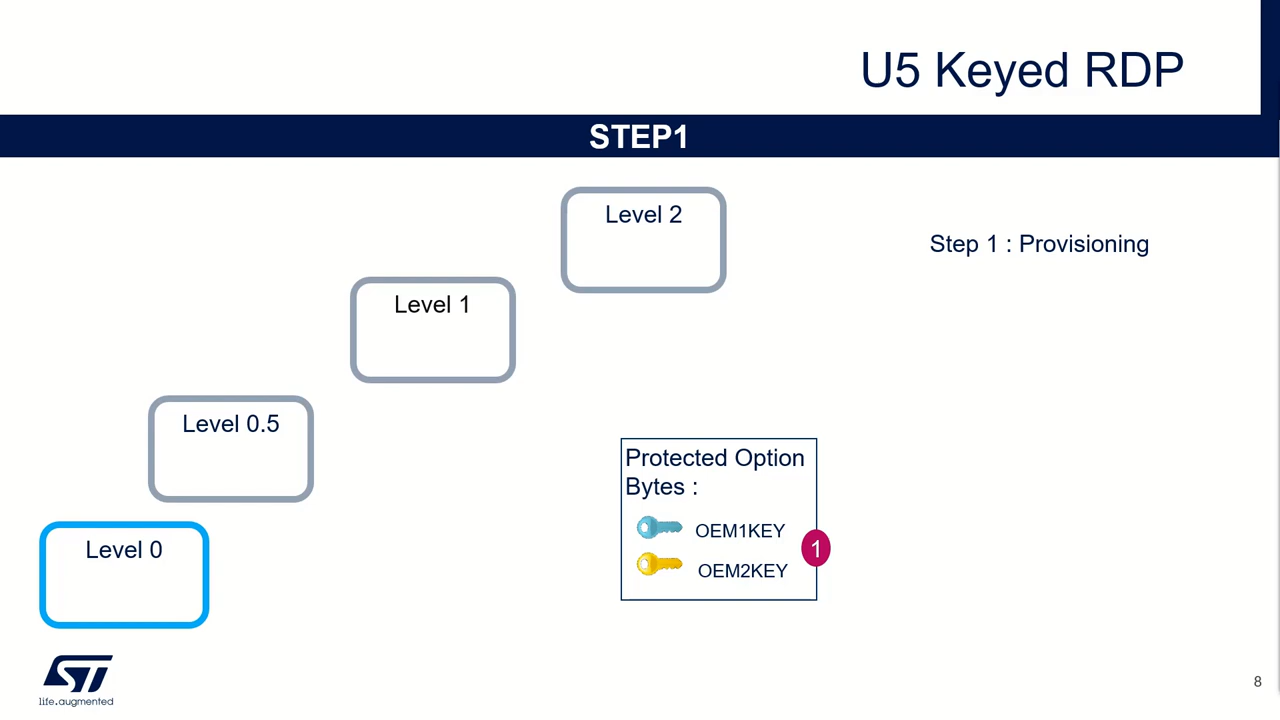 U5 Keyed RDP
STEP1
Level 2
Step 1 : Provisioning
Level 1
Level 0.5
Protected Option
Bytes :
OEM1KEY
1
OEM2KEY
Level 0
ST
life.augmented
8